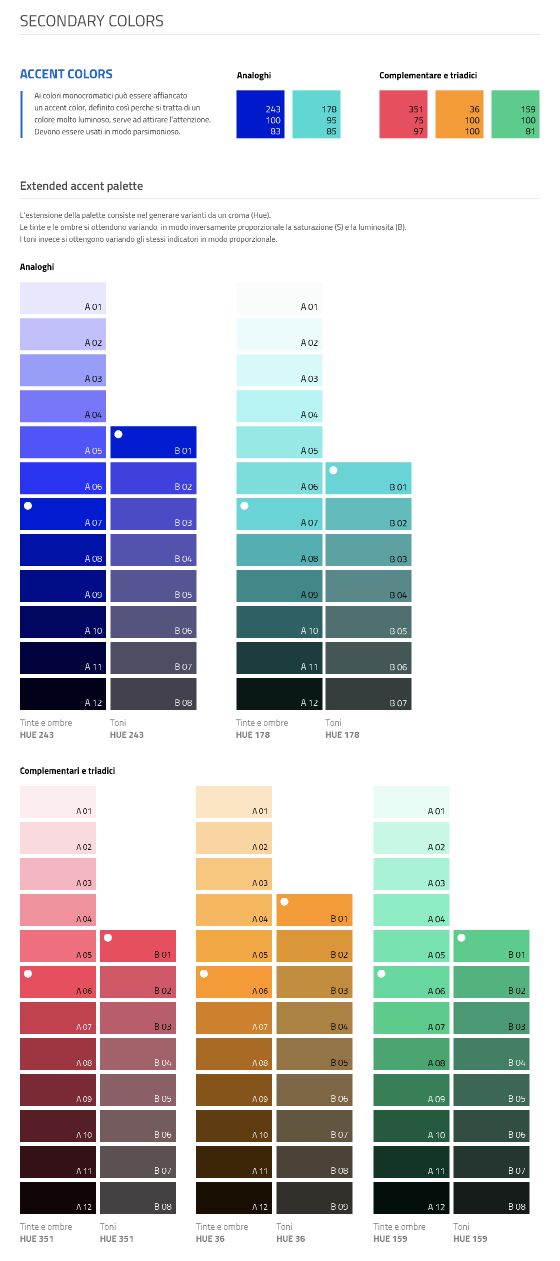 SECONDARY COLORS
ACCENT COLORS
Ai colori monocromatici può essere affiancato
un accent color, definito così perche si tratta di un
colore molto luminoso, serve ad attirare l'attenzione.
Devono essere usati in modo parsimonioso.
Analoghi
243
100
83
178
95
85
Complementare e triadici
351
75
97
36
100
100
159
100
81
Extended accent palette
L'estensione della palette consiste nel generare varianti da un croma (Hue).
Le tinte e le ombre si ottendono variando in modo inversamente proporzionale la saturazione (S) e la luminosita (B).
I toni invece si ottengono variando gli stessi indicatori in modo proporzionale.
Analoghi
A 01
A 02
A 03
A 04
A 05
A 06
A 07
A 08
A 09
A 10
A 11
A 12
Tinte e ombre
HUE 243
B 01
B 02
B 03
B 04
B 05
B 06
B 07
B 08
Toni
HUE 243
A 01
A 02
A 03
A 04
A 05
A 06
A 07
A 08
A 09
A 10
A 11
A 12
Tinte e ombre
HUE 178
B 01
B 02
B 03
B 04
B 05
B 06
B 07
Toni
HUE 178
Complementari e triadici
A 01
A 02
A 03
A 04
A 05
A 06
A 07
A 08
A 09
A 10
A 11
A 12
Tinte e ombre
HUE 351
B 01
B 02
B 03
B 04
B 05
B 06
B 07
B 08
Toni
HUE 351
A 01
A 02
A 03
A 04
A 05
A 06
A 07
A 08
A 09
A 10
A 11
A 12
Tinte e ombre
HUE 36
B 01
B 02
B 03
B 04
B 05
B 06
B 07
B 08
B 09
Toni
HUE 36
A 01
A 02
A 03
A 04
A 05
A 06
A 07
A 08
A 09
A 10
A 11
A 12
Tinte e ombre
HUE 159
B 01
B 02
B 03
B 04
B 05
B 06
B 07
B 08
Toni
HUE 159